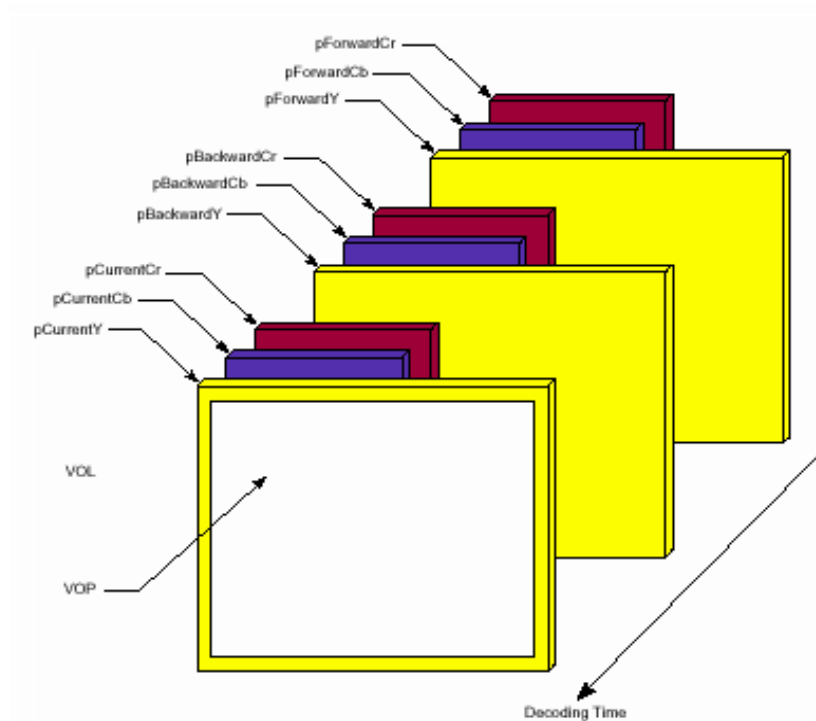 pForwardCr
pForwardCb
pForwardY
pBackwardCr
pBackwardCb
pBackwardY
pCurrentCr
pCurrentCb
pCurrentY
VOL
VOP
Decoding Time